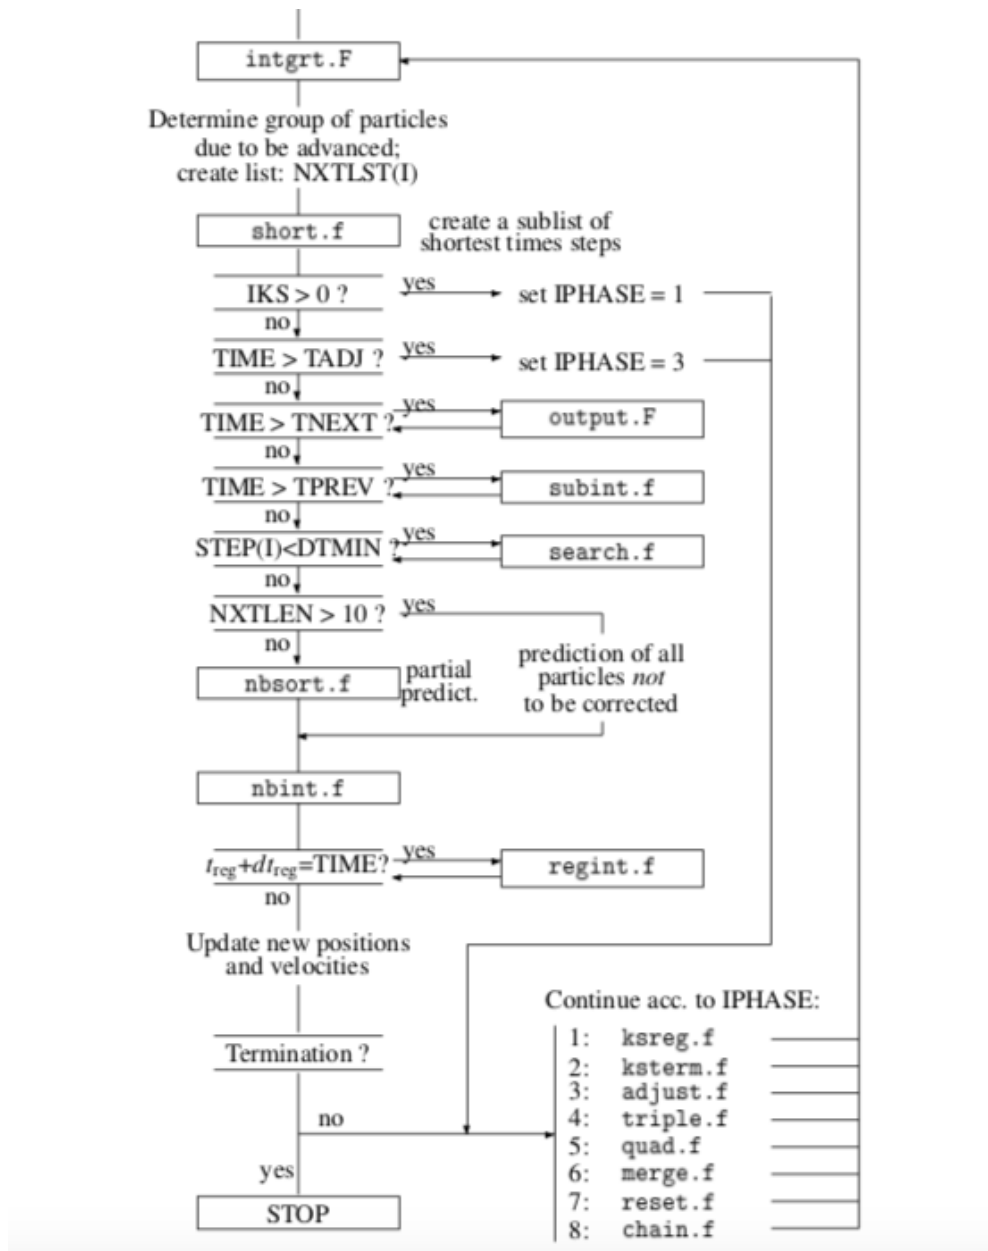 intgrt.F
Determine group of particles
due to be advanced;
create list: NXTLST(I)
short.f
create a sublist of
shortest times steps
IKS > 0 ?
yes
set IPHASE = 1
no
TIME > TADJ ?
yes
set IPHASE = 3
no
TIME > TNEXT ?
yes
output.F
no
TIME > TPREV ?
yes
subint.f
no
STEP(I)<DTMIN ?
yes
search.f
no
NXTLEN > 10 ?
yes
no
prediction of all
particles not
to be corrected
nbsort.f
partial
predict.
nbint.f
treg+dtreg=TIME?
yes
regint.f
no
Update new positions
and velocities
Termination ?
no
yes
STOP
Continue acc. to IPHASE:
1: ksreg.f
2: ksterm.f
3: adjust.f
4: triple.f
5: quad.f
6: merge.f
7: reset.f
8: chain.f